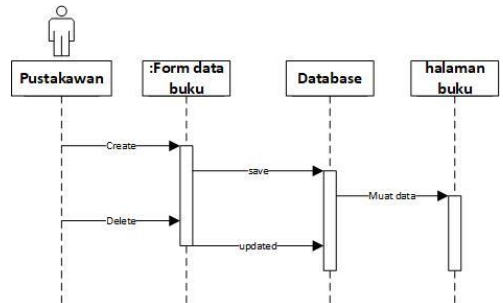 Pustakawan
:Form data
buku
Database
halaman
buku
Create
save
Muat data
Delete
updated